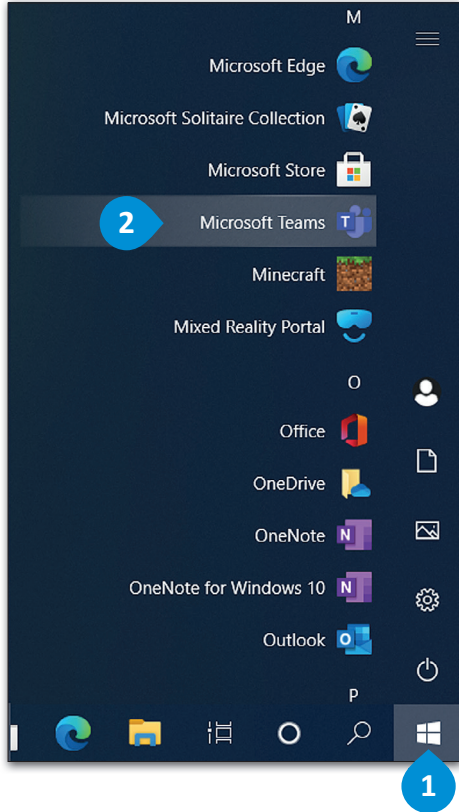 M
Microsoft Edge
Microsoft Solitaire Collection
Microsoft Store
2
Microsoft Teams
Minecraft
Mixed Reality Portal
O
Office
OneDrive
OneNote
OneNote for Windows 10
Outlook
P
1